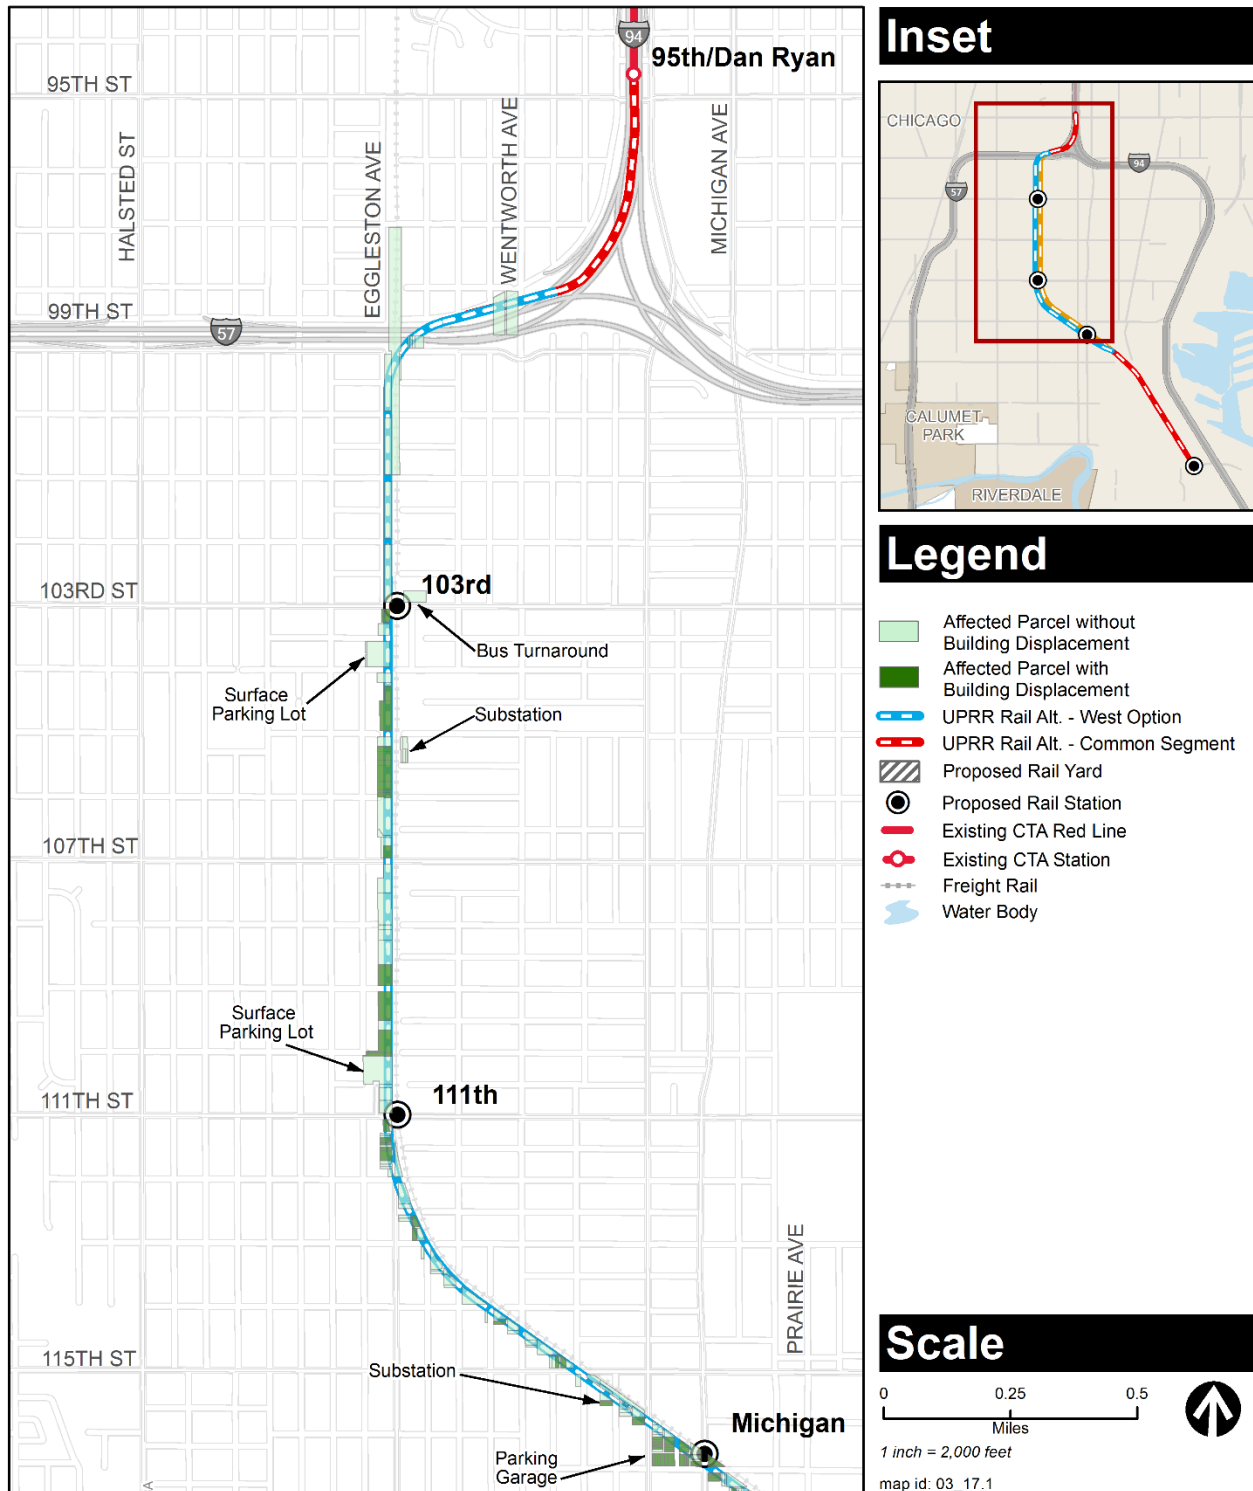 94
95th/Dan Ryan
95TH ST
HALSTED ST
EGGLESTON AVE
WENTWORTH AVE
MICHIGAN AVE
99TH ST
57
103RD ST
103rd
Bus Turnaround
Surface
Parking Lot
Substation
107TH ST
Surface
Parking Lot
111TH ST
111th
PRAIRIE AVE
115TH ST
Substation
Michigan
Parking
Garage
A
Inset
CHICAGO
94
57
CALUMET
PARK
RIVERDALE
Legend
Affected Parcel without
Building Displacement
Affected Parcel with
Building Displacement
UPRR Rail Alt. - West Option
UPRR Rail Alt. - Common Segment
Proposed Rail Yard
Proposed Rail Station
Existing CTA Red Line
Existing CTA Station
Freight Rail
Water Body
Scale
0 0.25 0.5
Miles
1 inch = 2,000 feet
map id: 03_17.1